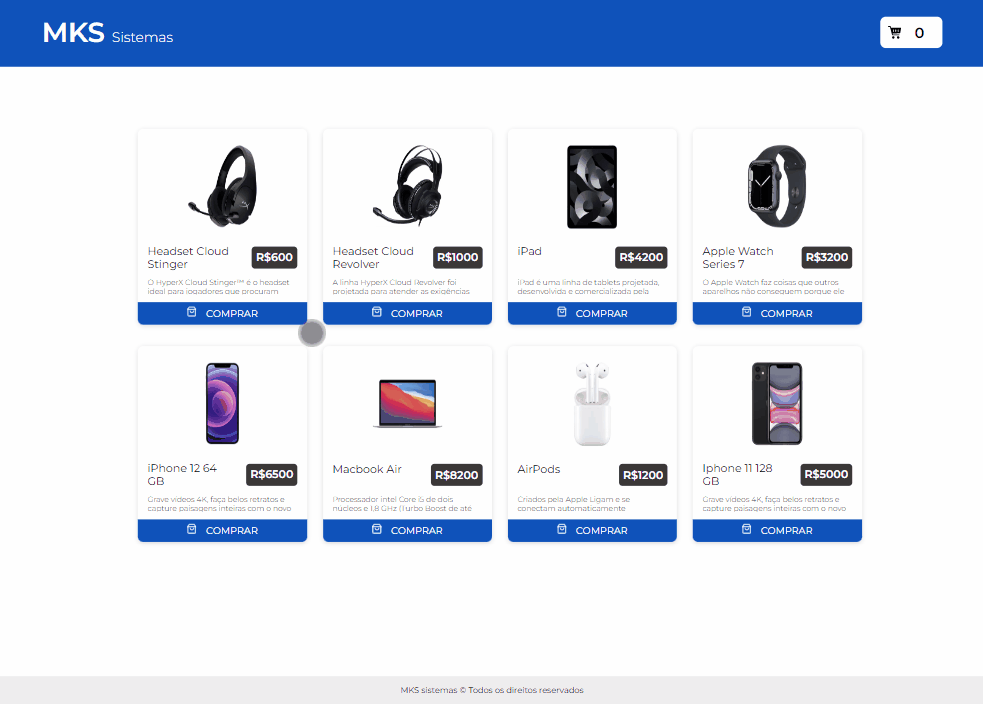 MKS Sistemas
0
Headset Cloud
Stinger
R$600
O HyperX Cloud Stinger™ é o headset
ideal para jogadores que procuram
COMPRAR
Headset Cloud
Revolver
R$1000
A linha HyperX Cloud Revolver foi
projetada para atender as exigências
COMPRAR
iPad
R$4200
iPad é uma linha de tablets projetada,
desenvolvida e comercializada pela
COMPRAR
Apple Watch
Series 7
R$3200
O Apple Watch faz coisas que outros
aparelhos não conseguem porque ele
COMPRAR
iPhone 12 64
GB
R$6500
Grave vídeos 4K, faça belos retratos e
capture paisagens inteiras com o novo
COMPRAR
Macbook Air
R$8200
Processador intel Core i5 de dois
núcleos e 1,8 GHz (Turbo Boost de até
COMPRAR
AirPods
R$1200
Criados pela Apple Ligam e se
conectam automaticamente
COMPRAR
Iphone 11 128
GB
R$5000
Grave vídeos 4K, faça belos retratos e
capture paisagens inteiras com o novo
COMPRAR
MKS sistemas © Todos os direitos reservados